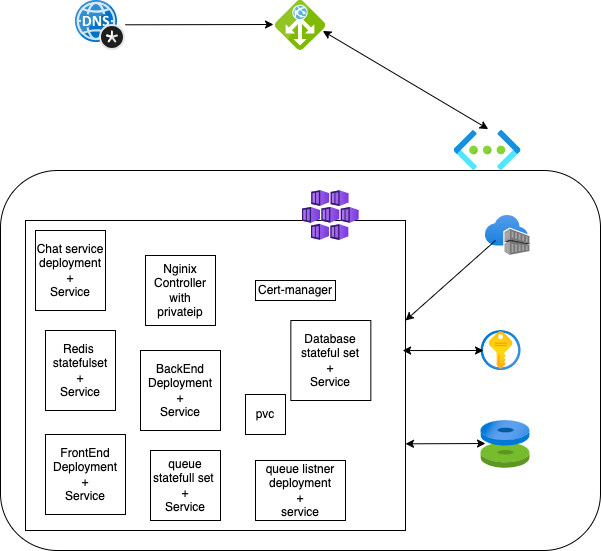 DNS
*
Chat service
deployment
+
Service
Nginix
Controller
with
privateip
Cert-manager
Redis
statefulset
+
Service
BackEnd
Deployment
+
Service
Database
stateful set
+
Service
pvc
FrontEnd
Deployment
+
Service
queue
statefull set
+
Service
queue listner
deployment
+
service